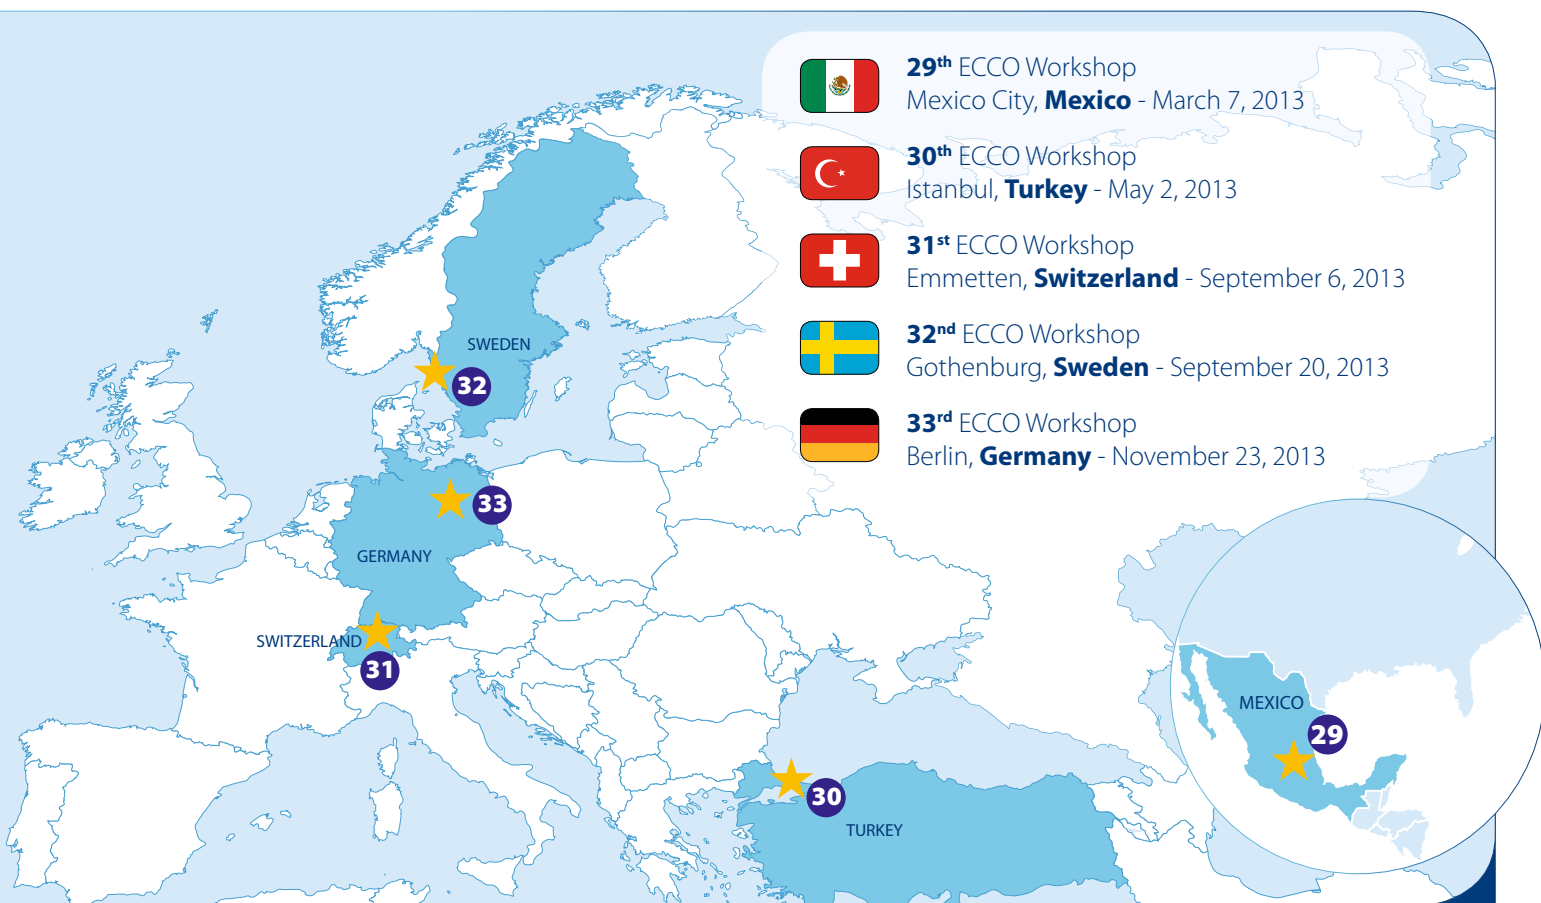 29th ECCO Workshop
Mexico City, Mexico - March 7, 2013
30th ECCO Workshop
Istanbul, Turkey - May 2, 2013
31st ECCO Workshop
Emmetten, Switzerland - September 6, 2013
32nd ECCO Workshop
Gothenburg, Sweden - September 20, 2013
33rd ECCO Workshop
Berlin, Germany - November 23, 2013
SWEDEN
32
33
GERMANY
SWITZERLAND
31
MEXICO
29
30
TURKEY